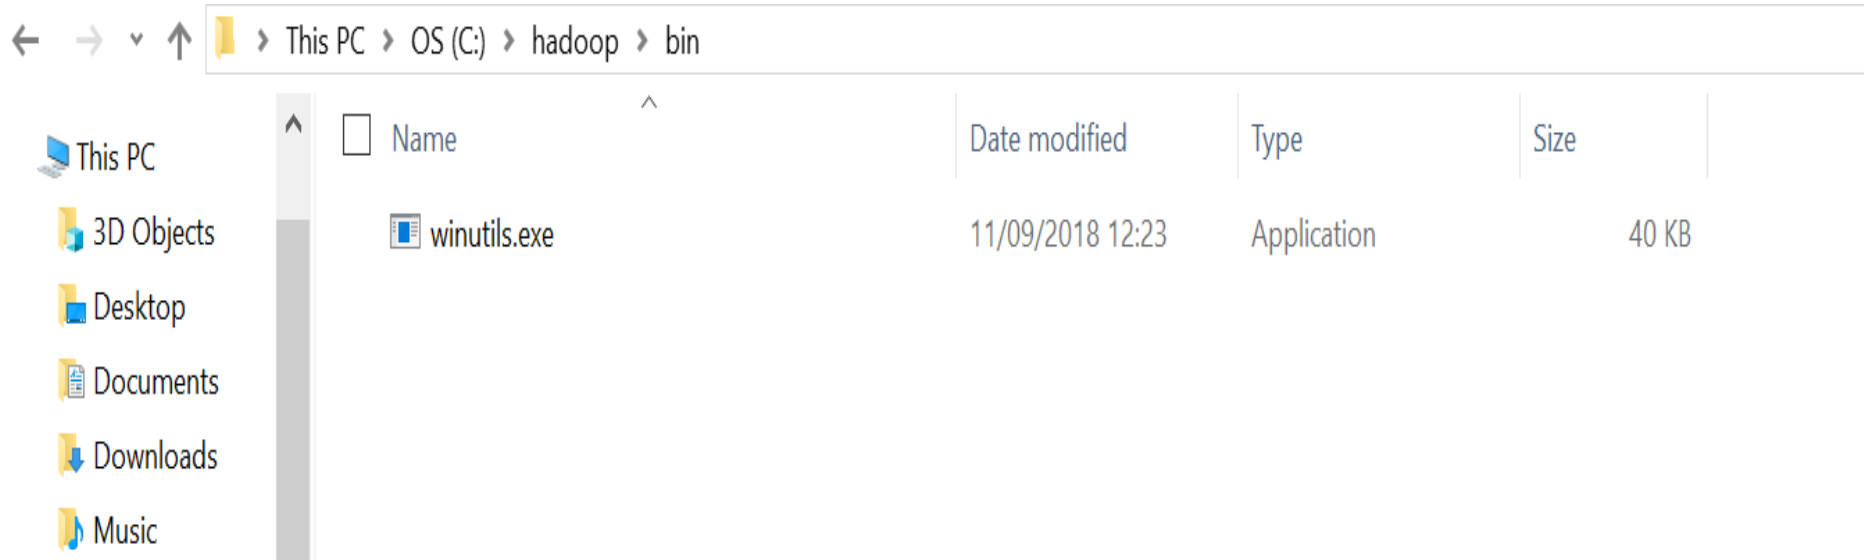 This PC > OS (C:) > hadoop > bin
Name Date modified Type Size
This PC
winutils.exe 11/09/2018 12:23 Application 40 KB
3D Objects
Desktop
Documents
Downloads
Music